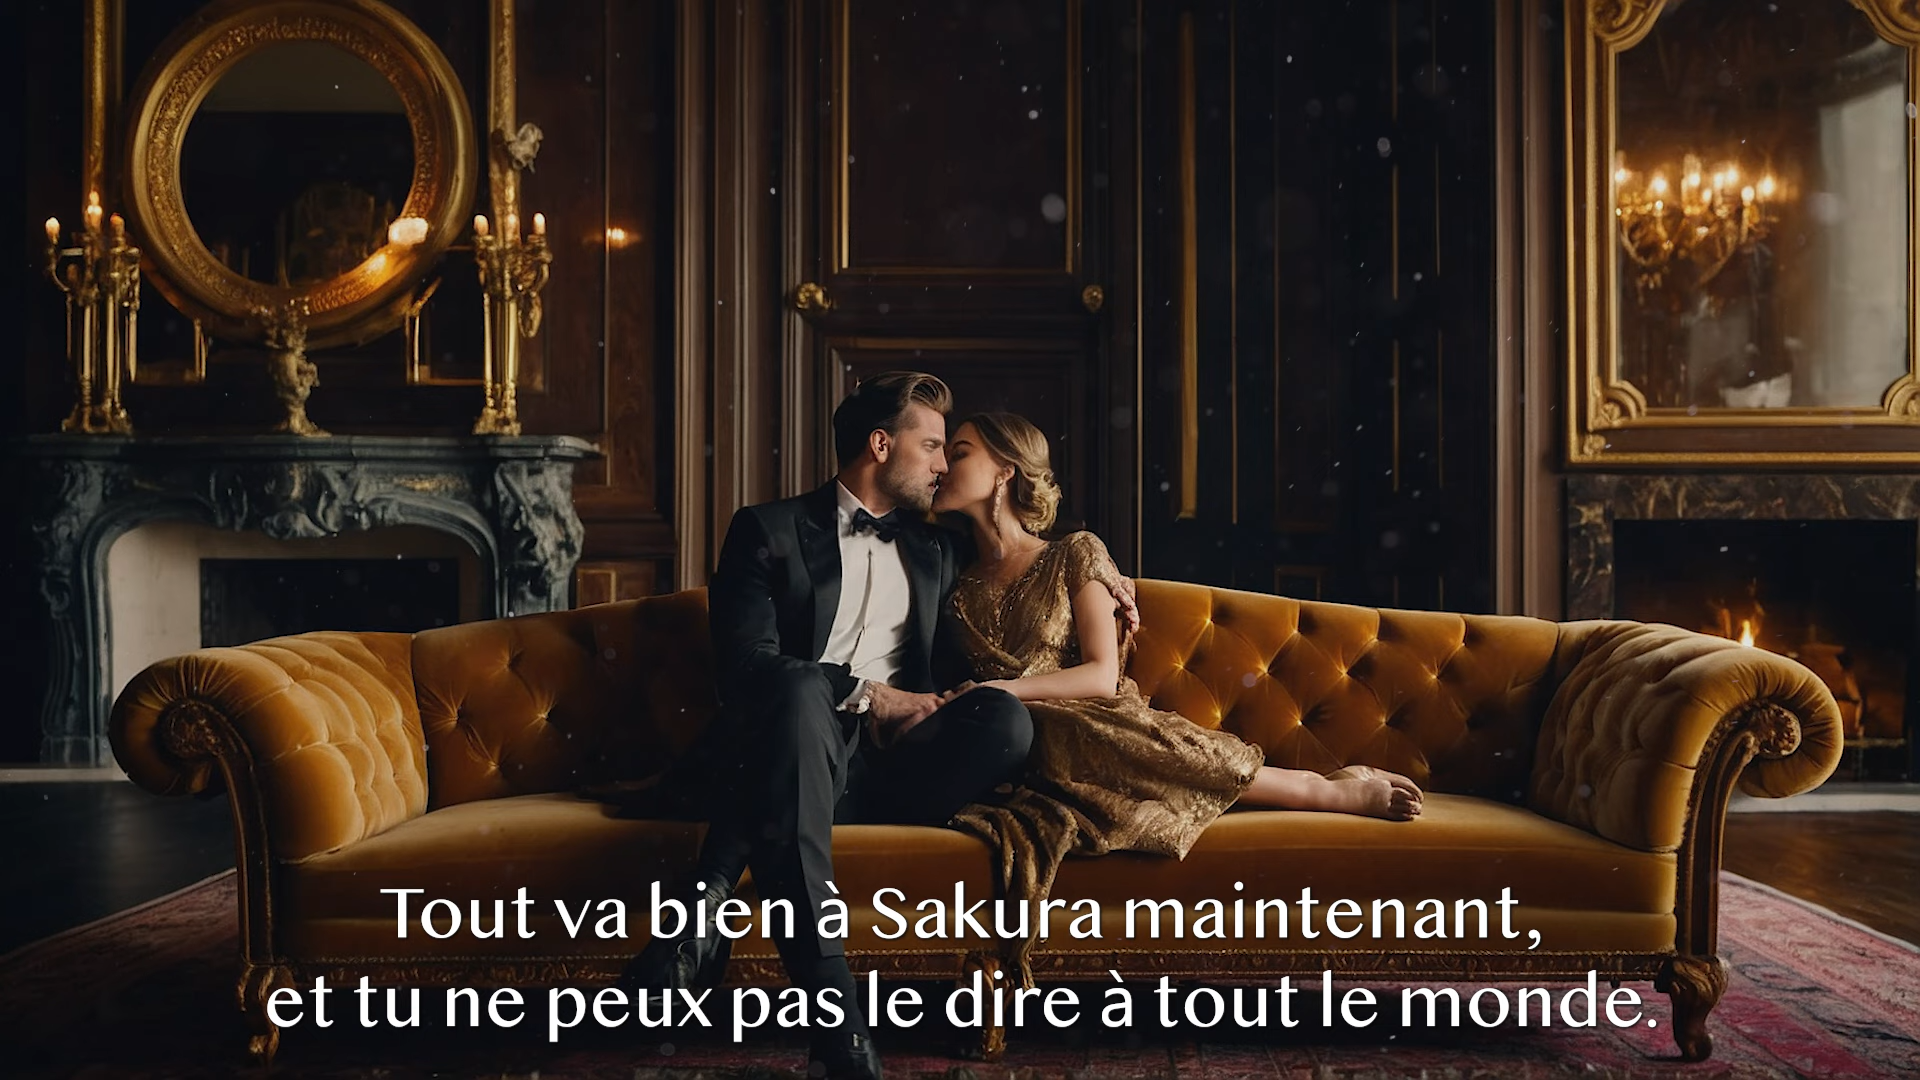 Tout va bien à Sakura maintenant,
et tu ne peux pas le dire à tout le monde.